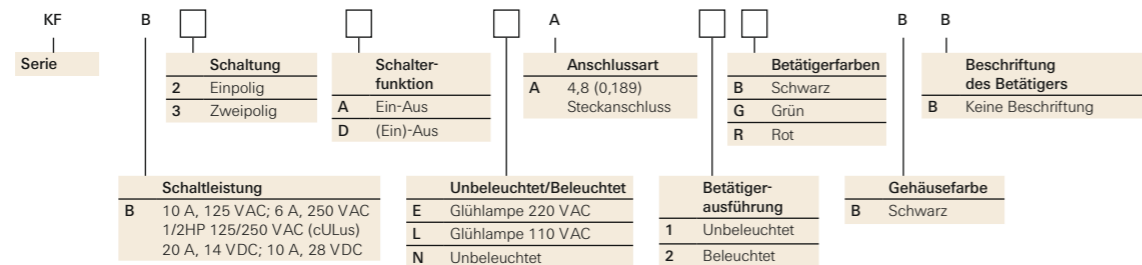 KF B A B B
Serie
Schaltung
2 Einpolig
3 Zweipolig
Schalter-
funktion
A Ein-Aus
D (Ein)-Aus
Anschlussart
A 4,8 (0,189)
Steckanschluss
Betätigerfarben
B Schwarz
G Grün
R Rot
Beschriftung
des Betätigers
B Keine Beschriftung
Schaltleistung
B 10 A, 125 VAC; 6 A, 250 VAC
1/2HP 125/250 VAC (cULus)
20 A, 14 VDC; 10 A, 28 VDC
Unbeleuchtet/Beleuchtet
E Glühlampe 220 VAC
L Glühlampe 110 VAC
N Unbeleuchtet
Betätiger-
ausführung
1 Unbeleuchtet
2 Beleuchtet
Gehäusefarbe
B Schwarz